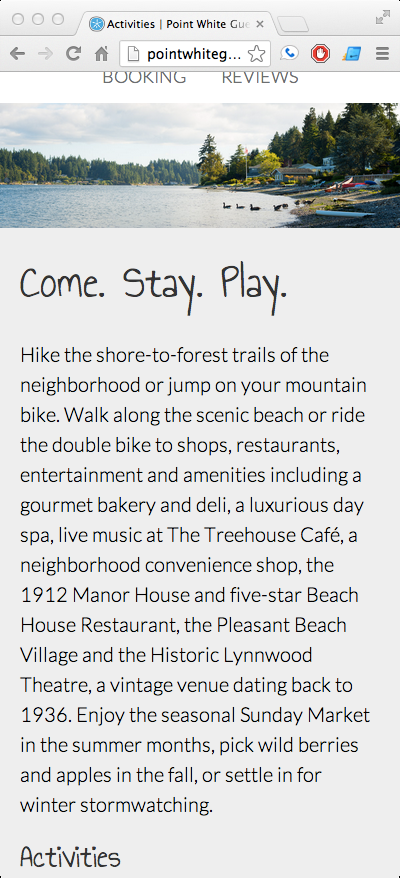 Activities | Point White Gue
pointwhiteg...
BOOKING REVIEWS
Come. Stay. Play.
Hike the shore-to-forest trails of the
neighborhood or jump on your mountain
bike. Walk along the scenic beach or ride
the double bike to shops, restaurants,
entertainment and amenities including a
gourmet bakery and deli, a luxurious day
spa, live music at The Treehouse Café, a
neighborhood convenience shop, the
1912 Manor House and five-star Beach
House Restaurant, the Pleasant Beach
Village and the Historic Lynnwood
Theatre, a vintage venue dating back to
1936. Enjoy the seasonal Sunday Market
in the summer months, pick wild berries
and apples in the fall, or settle in for
winter stormwatching.
Activities